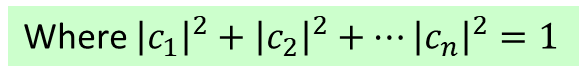 Where |c₁|² + |c₂|² + ⋯ |cₙ|² = 1